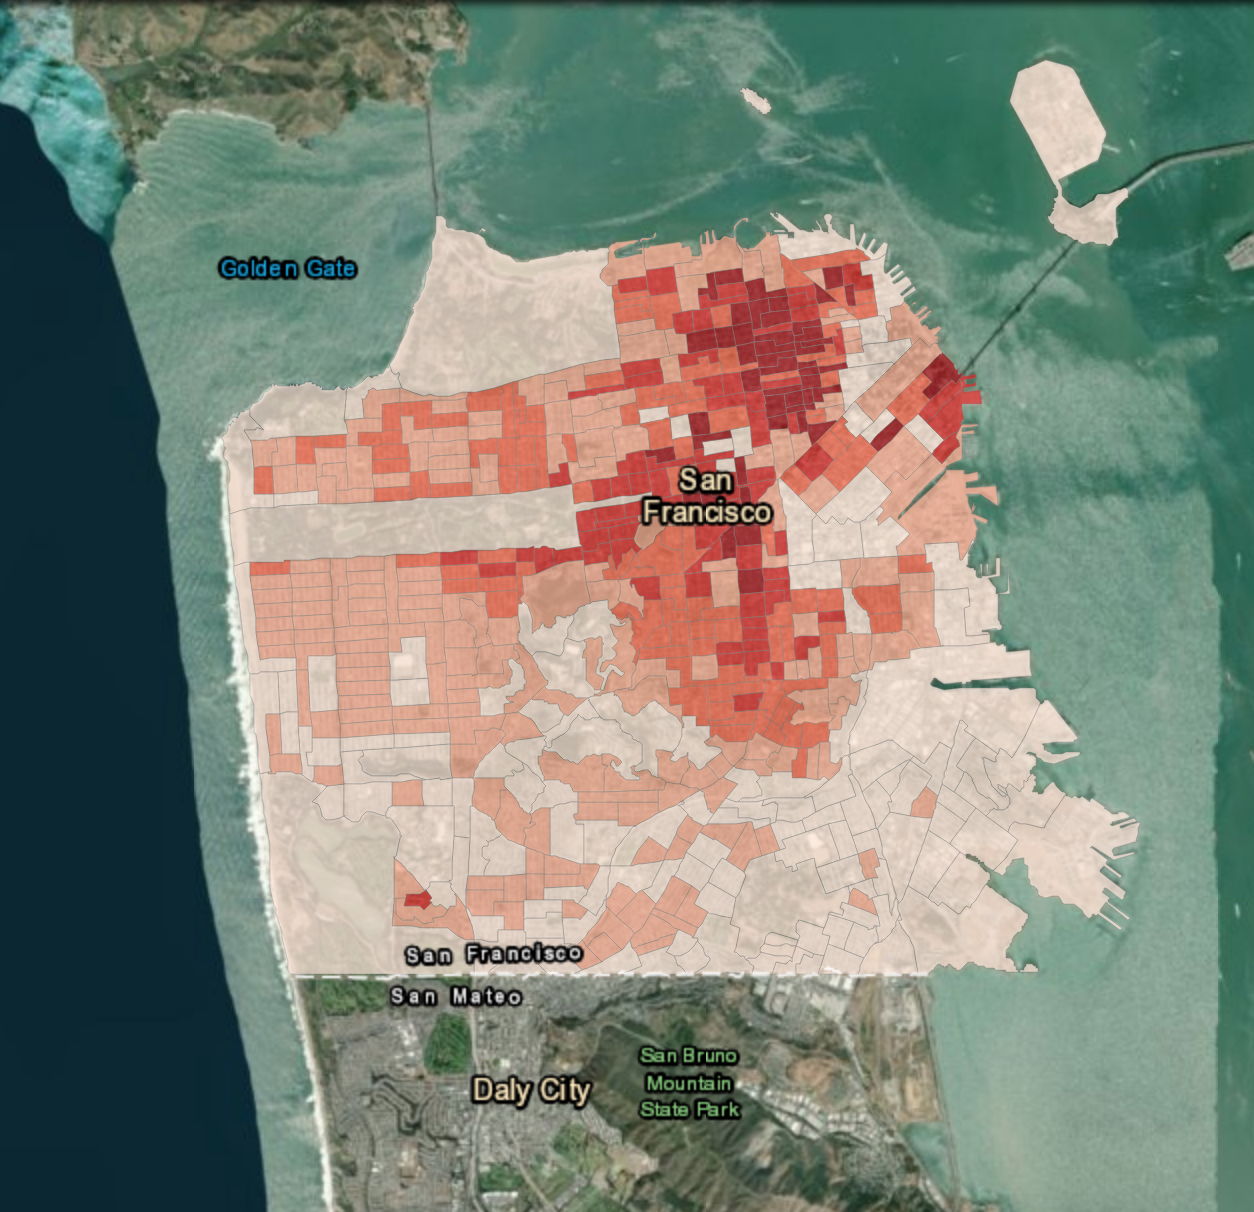 Golden Gate
San
Francisco
San Francisco
San Mateo
San Bruno
Mountain
State Park
Daly City